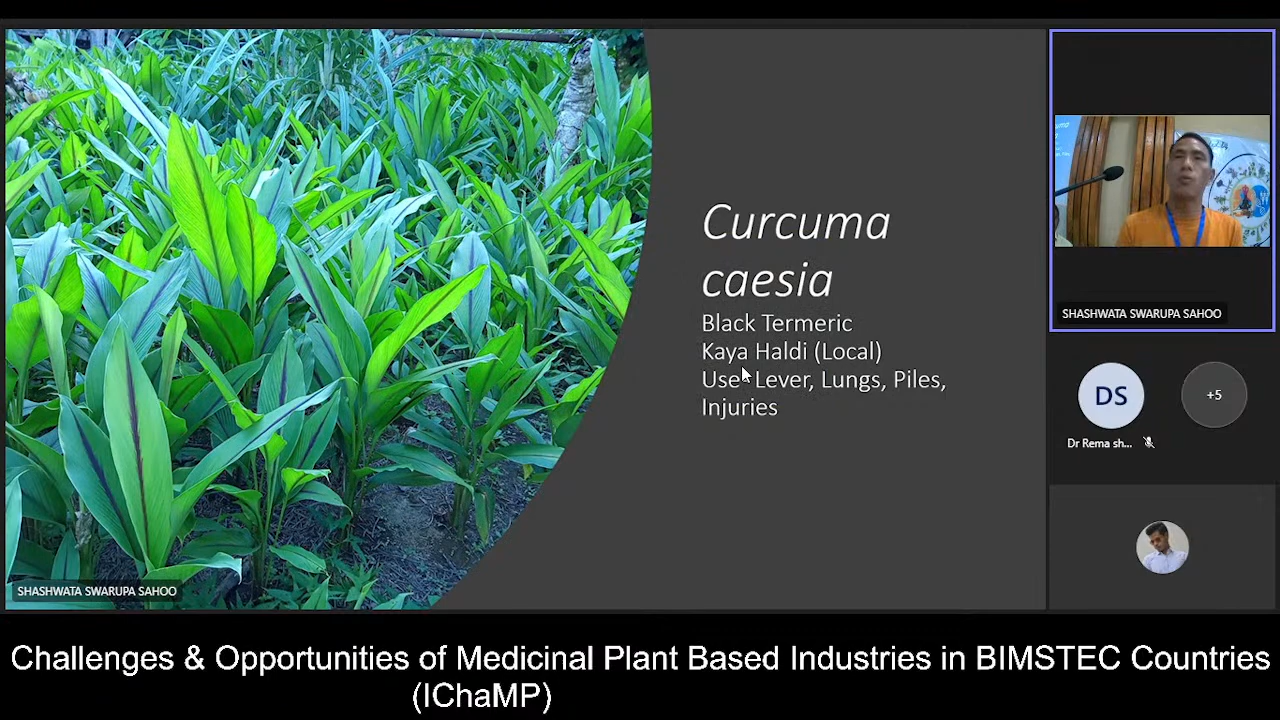 Curcuma
caesia
Black Termeric
Kaya Haldi (Local)
Use- Lever, Lungs, Piles,
Injuries
SHASHWATA SWARUPA SAHOO
SHASHWATA SWARUPA SAHOO
DS
+5
Dr Rema sh...
Challenges & Opportunities of Medicinal Plant Based Industries in BIMSTEC Countries
(IChaMP)